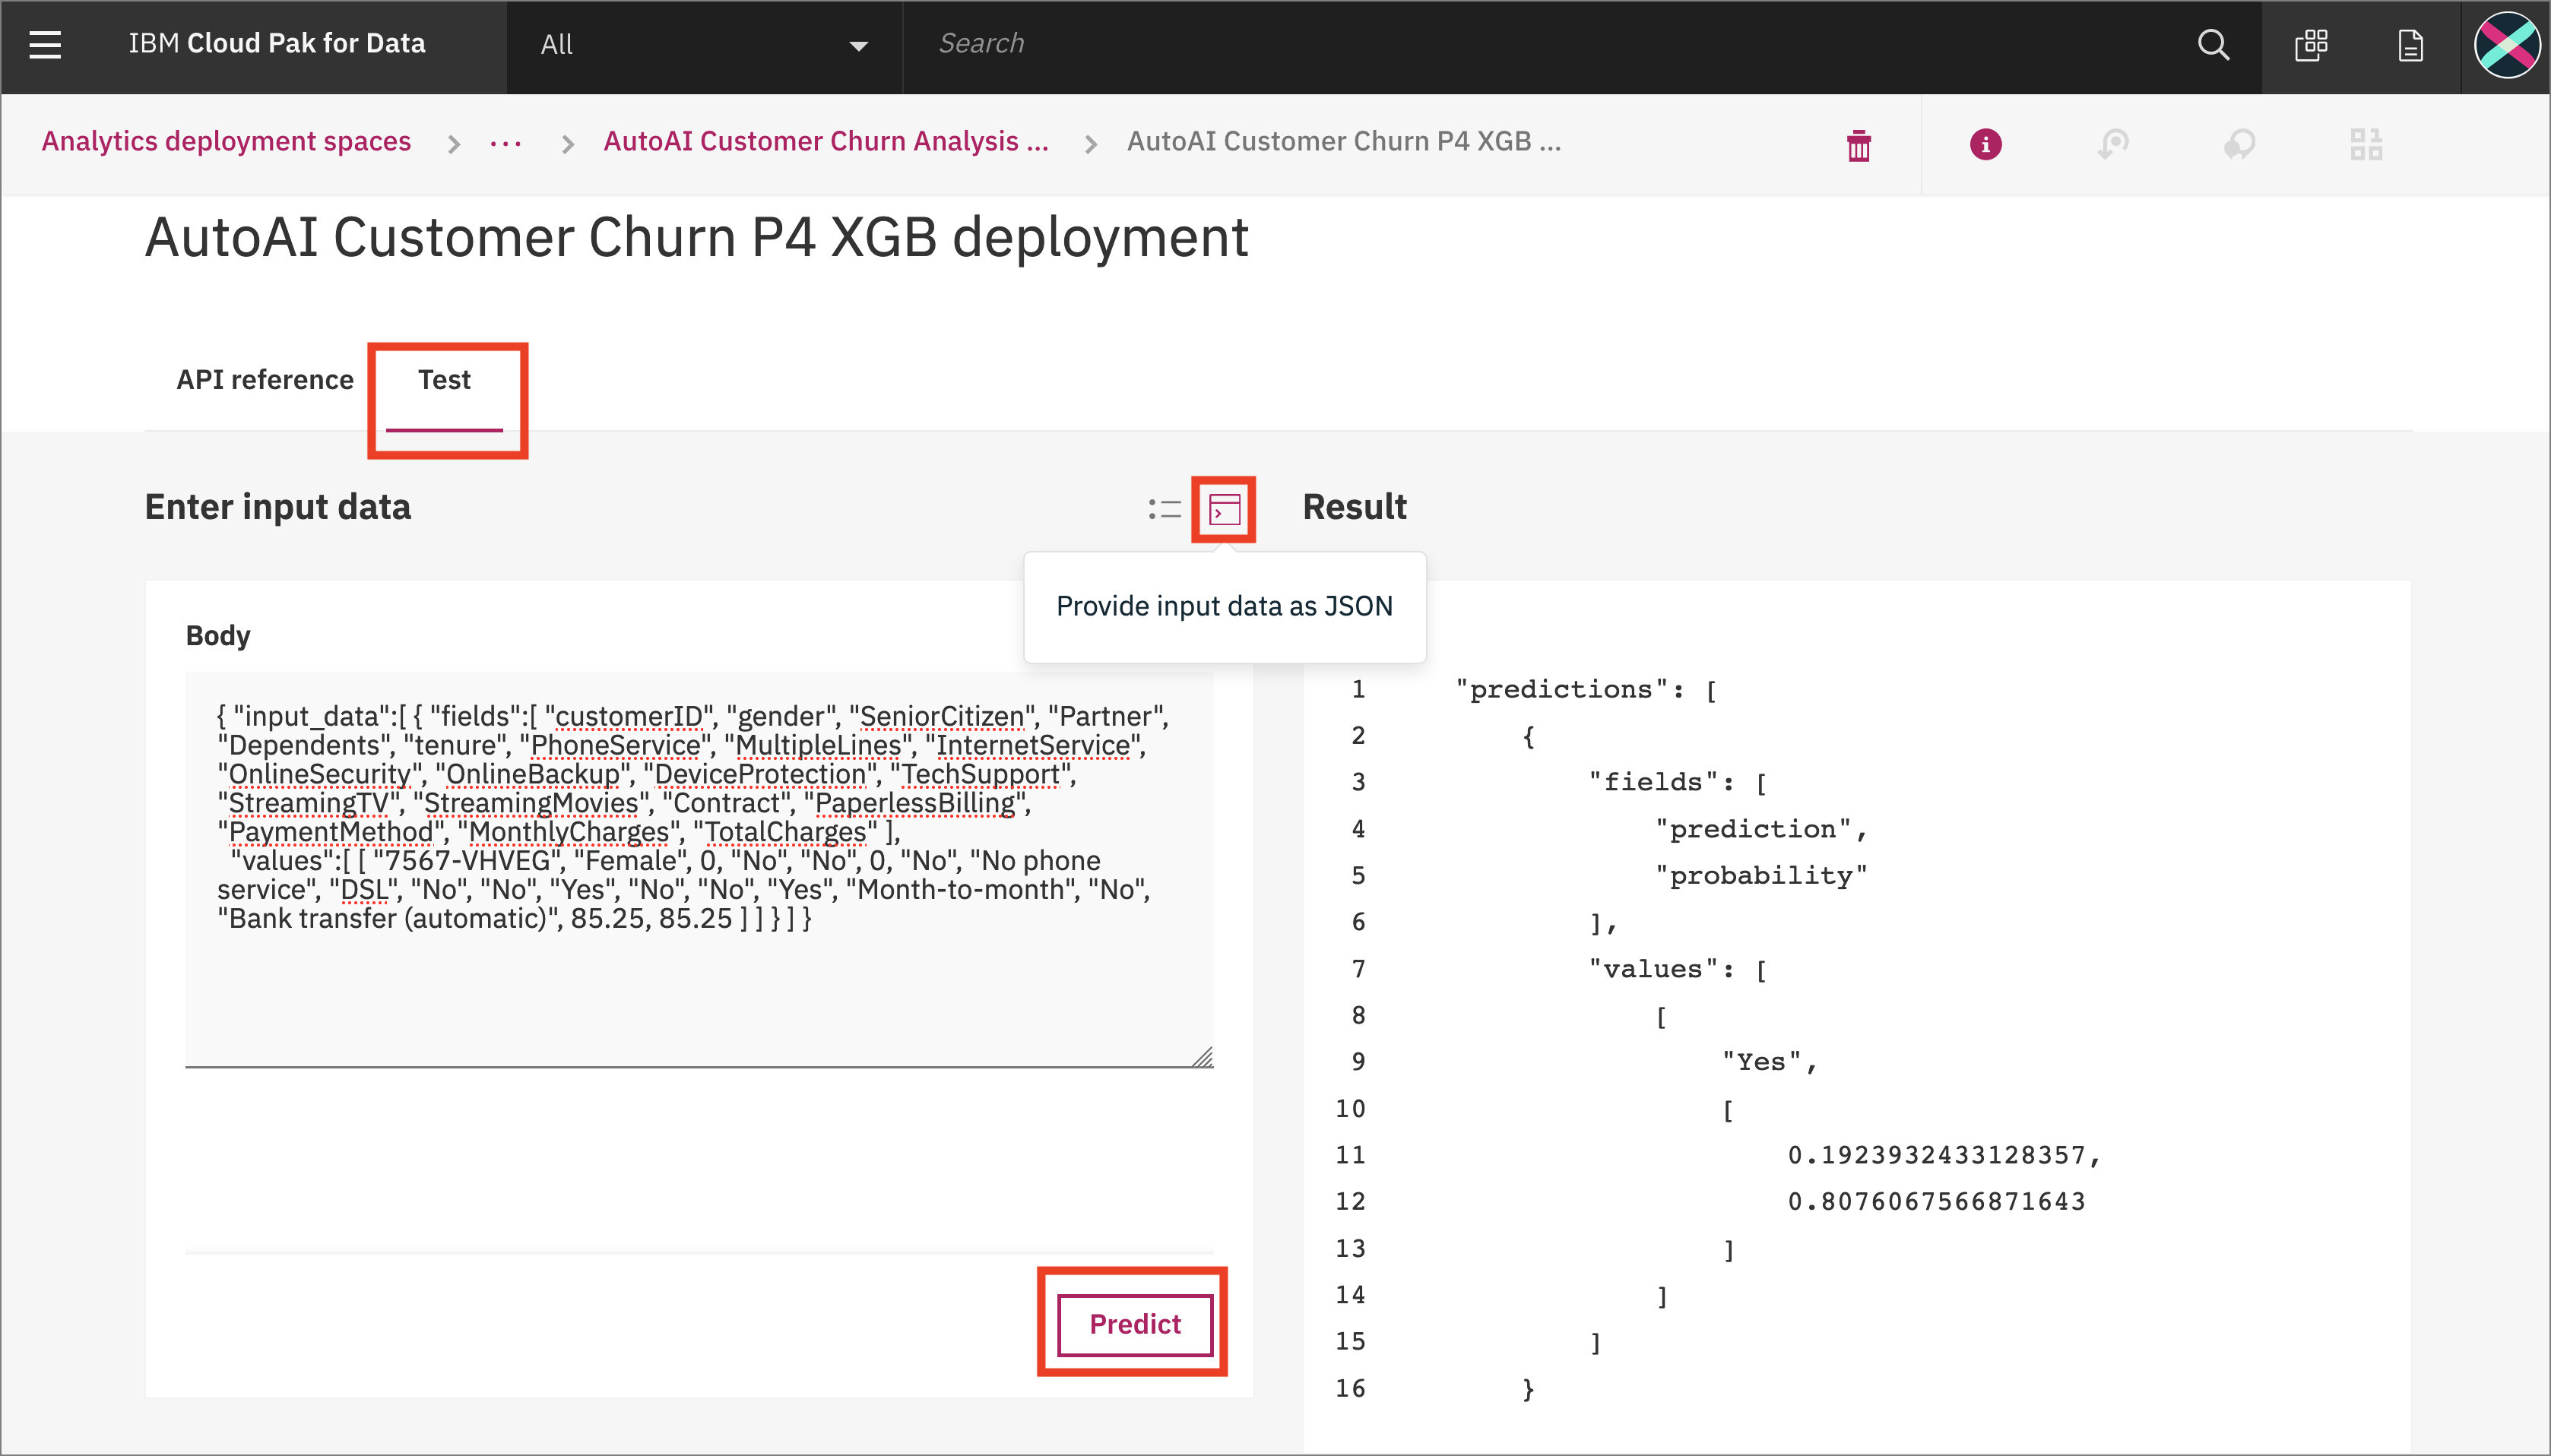 IBM Cloud Pak for Data
All
Search
Analytics deployment spaces > ... > AutoAI Customer Churn Analysis ... > AutoAI Customer Churn P4 XGB ...
AutoAI Customer Churn P4 XGB deployment
API reference
Test
Enter input data
Result
Provide input data as JSON
Body
{ "input_data":[ { "fields":[ "customerID", "gender", "SeniorCitizen", "Partner",
"Dependents", "tenure", "PhoneService", "MultipleLines", "InternetService",
"OnlineSecurity", "OnlineBackup", "DeviceProtection", "TechSupport",
"StreamingTV", "StreamingMovies", "Contract", "PaperlessBilling",
"PaymentMethod", "MonthlyCharges", "TotalCharges" ],
"values":[ [ "7567-VHVEG", "Female", 0, "No", "No", 0, "No", "No phone
service", "DSL", "No", "No", "Yes", "No", "No", "Yes", "Month-to-month", "No",
"Bank transfer (automatic)", 85.25, 85.25 ] ] } ] }
Predict
1 "predictions": [
2 {
3 "fields": [
4 "prediction",
5 "probability"
6 ],
7 "values": [
8 [
9 "Yes",
10 [
11 0.1923932433128357,
12 0.8076067566871643
13 ]
14 ]
15 ]
16 }